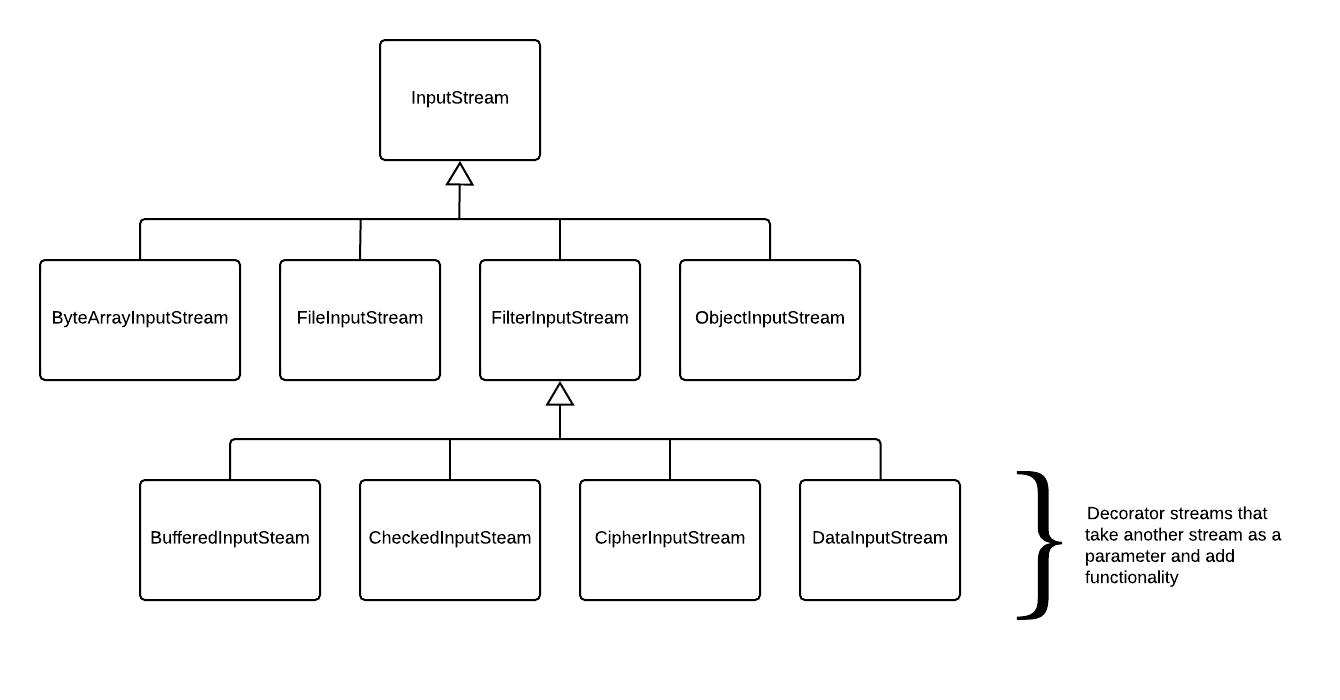 InputStream
ByteArrayInputStream
FileInputStream
FilterInputStream
ObjectInputStream
BufferedInputSteam
CheckedInputSteam
CipherInputStream
DataInputStream
Decorator streams that
take another stream as a
parameter and add
functionality